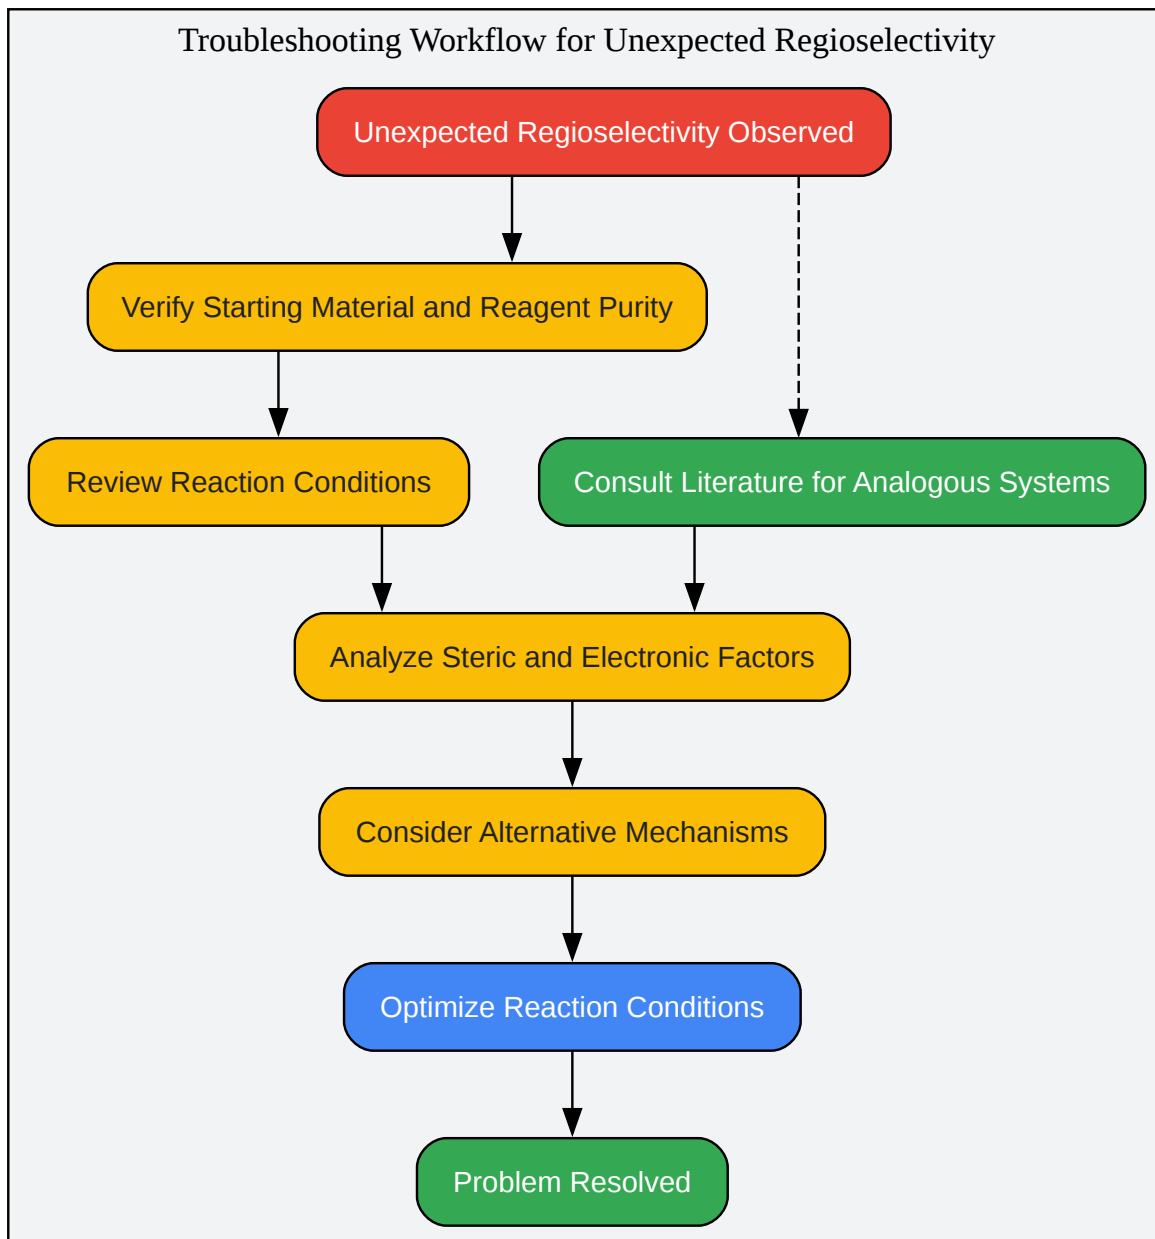 Troubleshooting Workflow for Unexpected Regioselectivity
Unexpected Regioselectivity Observed
Verify Starting Material and Reagent Purity
Review Reaction Conditions
Consult Literature for Analogous Systems
Analyze Steric and Electronic Factors
Consider Alternative Mechanisms
Optimize Reaction Conditions
Problem Resolved